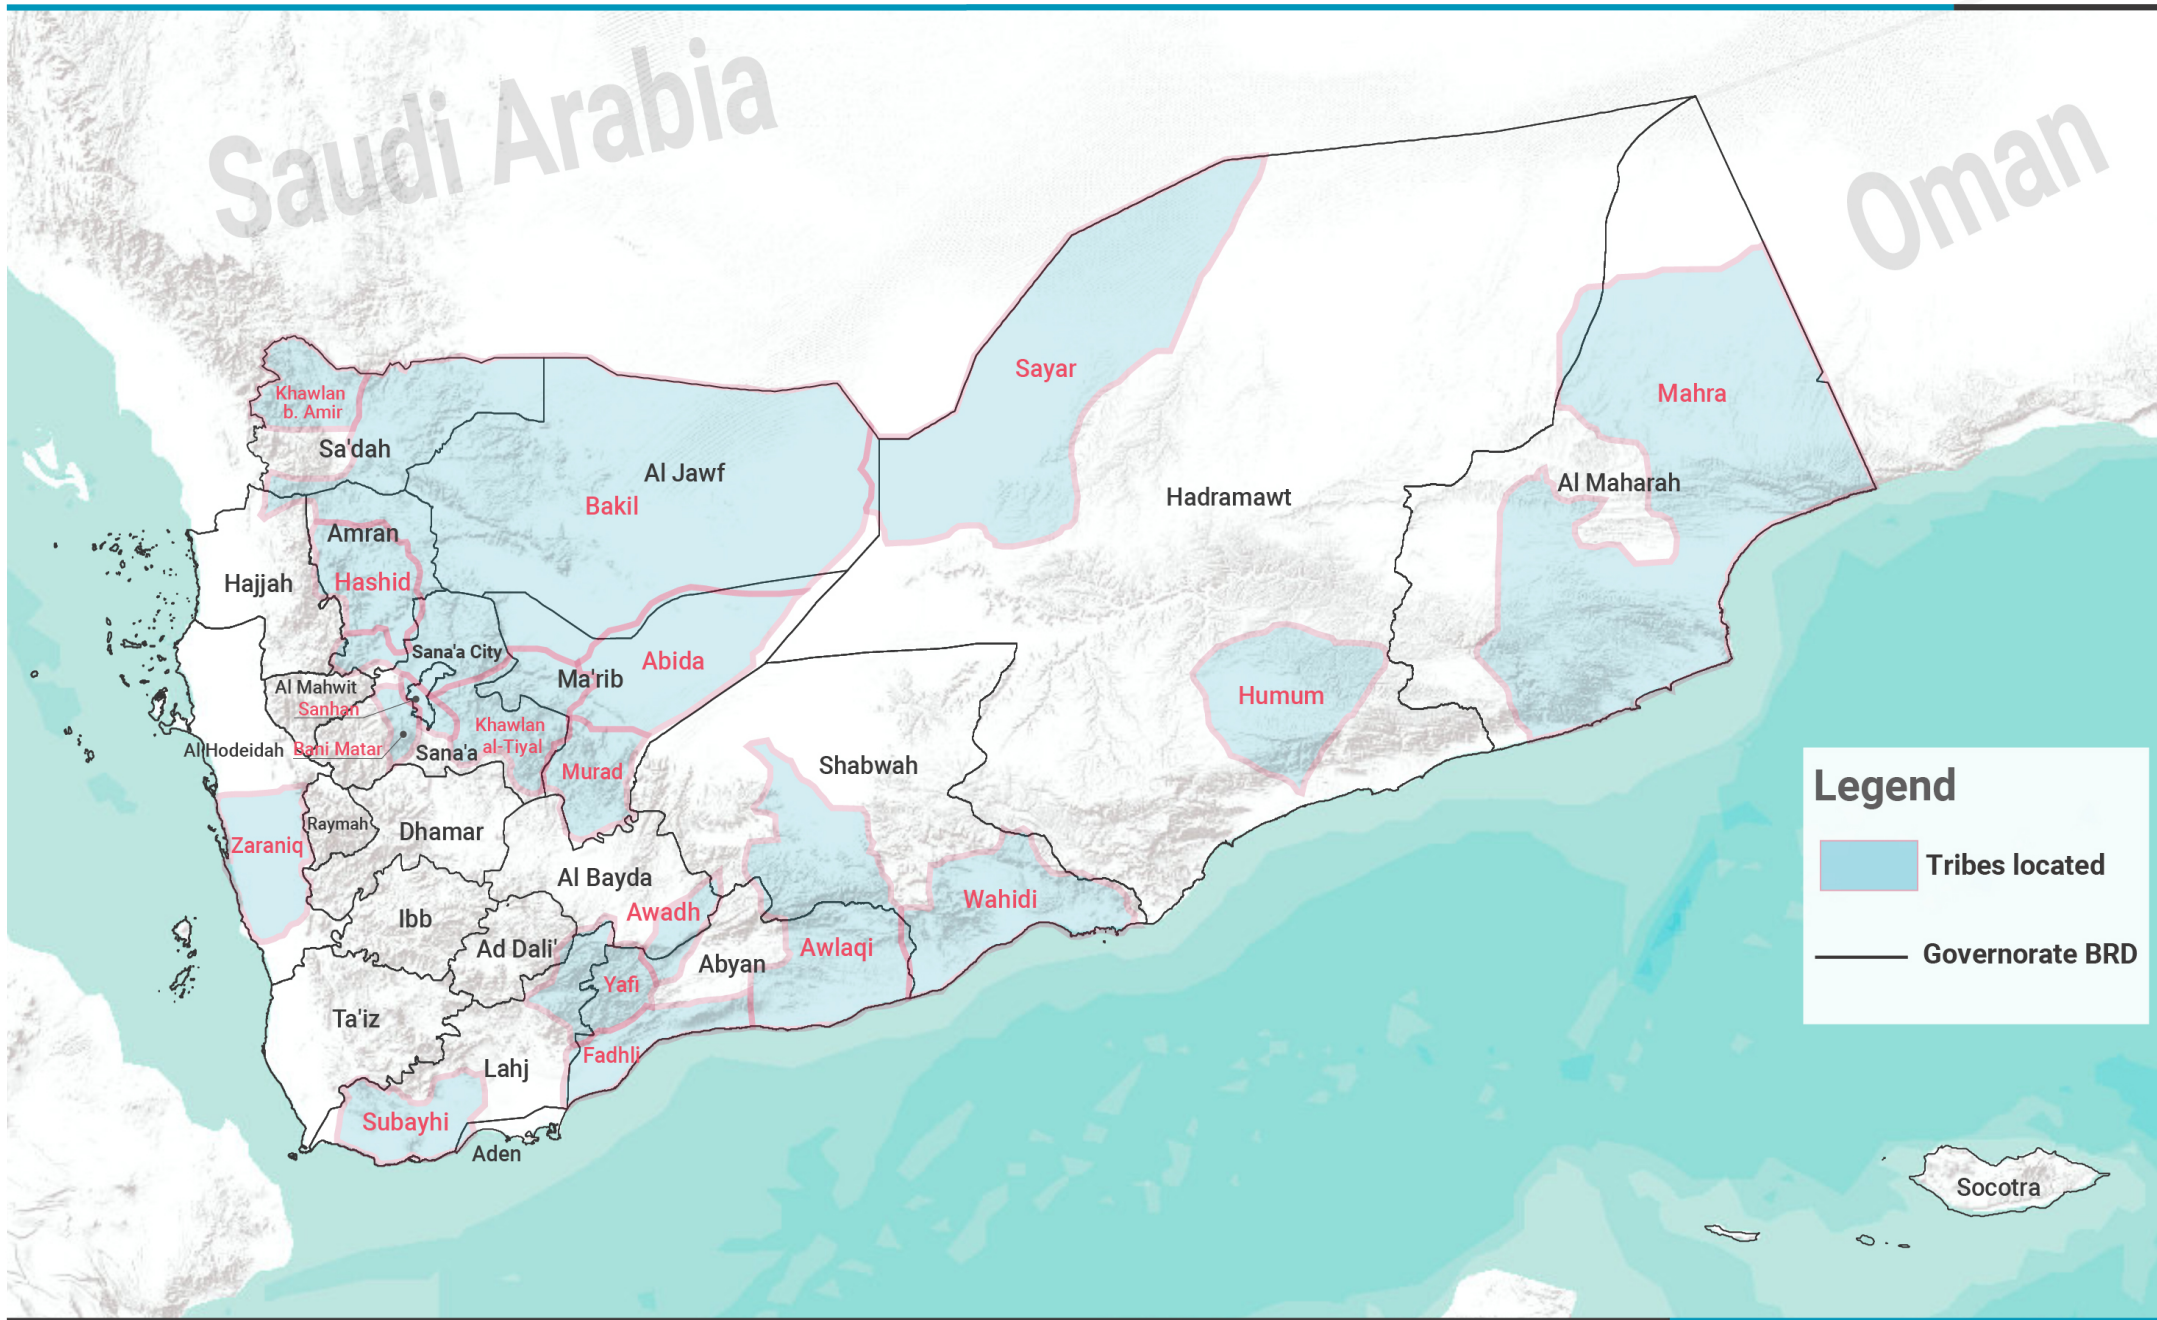 Saudi Arabia
Oman
Sayar
Khawlan
b. Amir
Mahra
Sa'dah
Al Jawf
Al Maharah
Hadramawt
Bakil
Amran
Hajjah
Hashid
Sana'a City
Abida
Ma'rib
Al Mahwit
Humum
Sanhan
Khawlan
al-Tiyal
Al Hodeidah
Bani Matar
Sana'a
Murad
Shabwah
Legend
Raymah
Dhamar
Zaraniq
Tribes located
Al Bayda
Wahidi
Ibb
Awadh
Ad Dali'
Awlaqi
Governorate BRD
Abyan
Yafi
Ta'iz
Fadhli
Lahj
Subayhi
Aden
Socotra